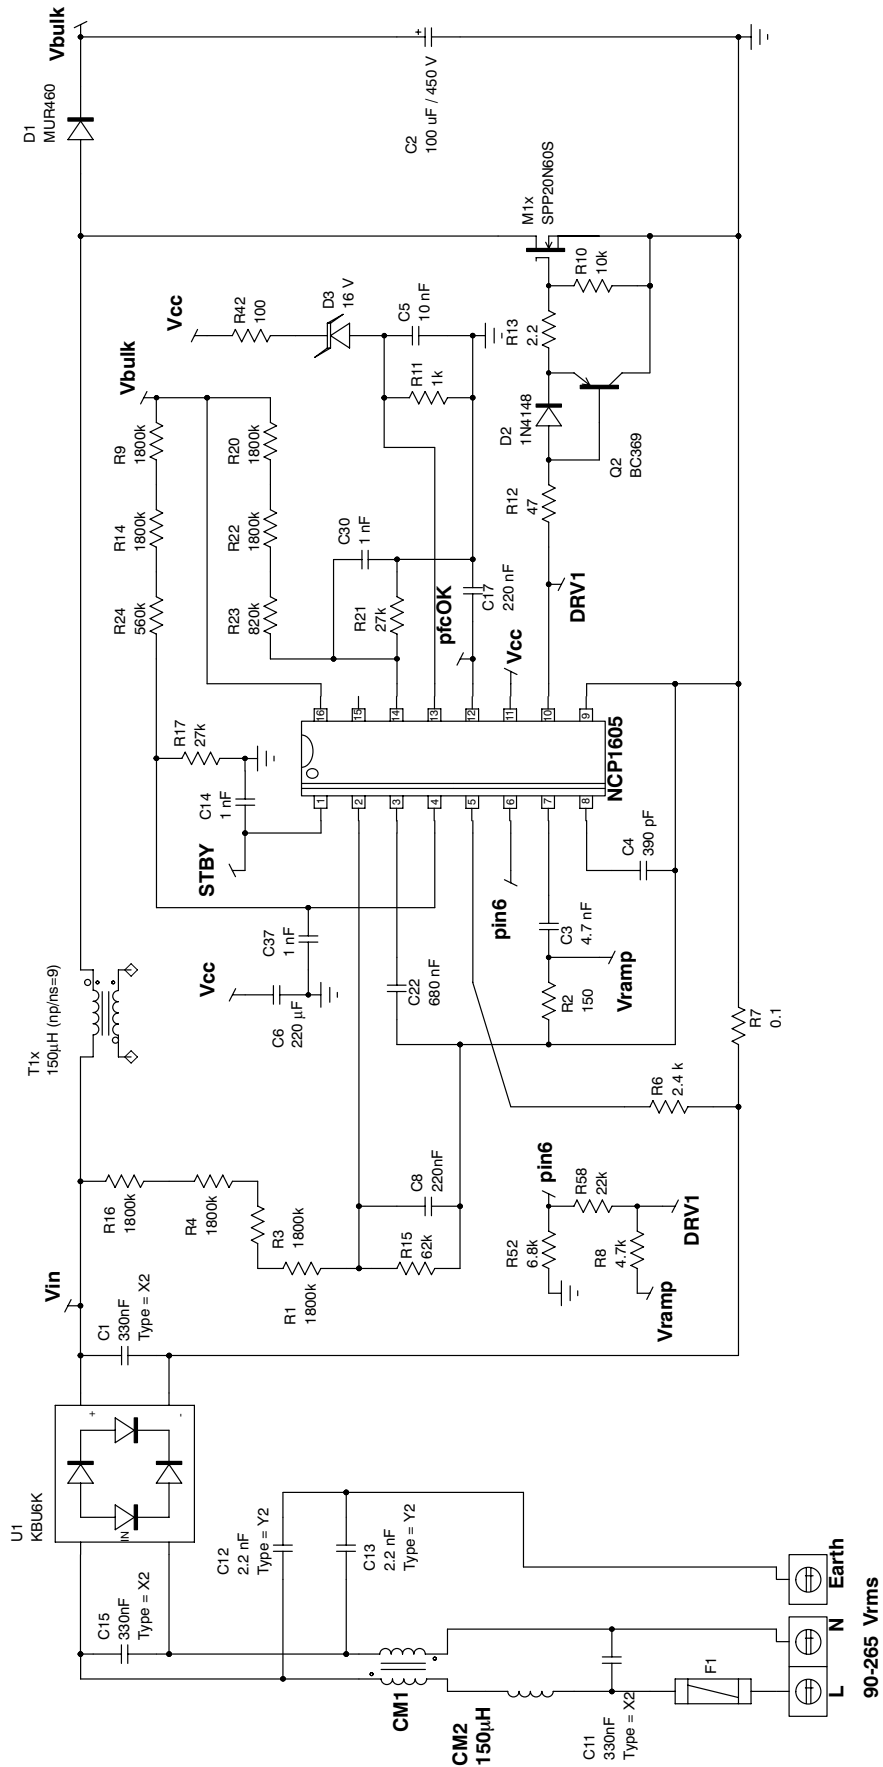 U1
KBU6K
IN
+
-
C15
330nF
Type = X2
C1
330nF
Type = X2
Vin
T1x
150µH (np/ns=9)
D1
MUR460
Vbulk
C2
100 uF / 450 V
+
R16
1800k
R4
1800k
R3
1800k
R1
1800k
R15
62k
C8
220nF
Vcc
C6
220 µF
C37
1 nF
STBY
C14
1 nF
R17
27k
R24
560k
R14
1800k
R9
1800k
Vbulk
R23
820k
R22
1800k
R20
1800k
Vcc
R42
100
D3
16 V
C5
10 nF
R11
1k
C30
1 nF
R21
27k
pfcOK
C17
220 nF
Vcc
C22
680 nF
pin6
C3
4.7 nF
R2
150
Vramp
C4
390 pF
1
2
3
4
5
6
7
8
16
15
14
13
12
11
10
9
NCP1605
DRV1
R12
47
D2
1N4148
Q2
BC369
R13
2.2
R10
10k
M1x
SPP20N60S
R6
2.4 k
R7
0.1
pin6
R52
6.8k
R58
22k
R8
4.7k
Vramp
DRV1
C12
2.2 nF
Type = Y2
C13
2.2 nF
Type = Y2
CM1
CM2
150µH
C11
330nF
Type = X2
F1
L
N
Earth
90-265 Vrms